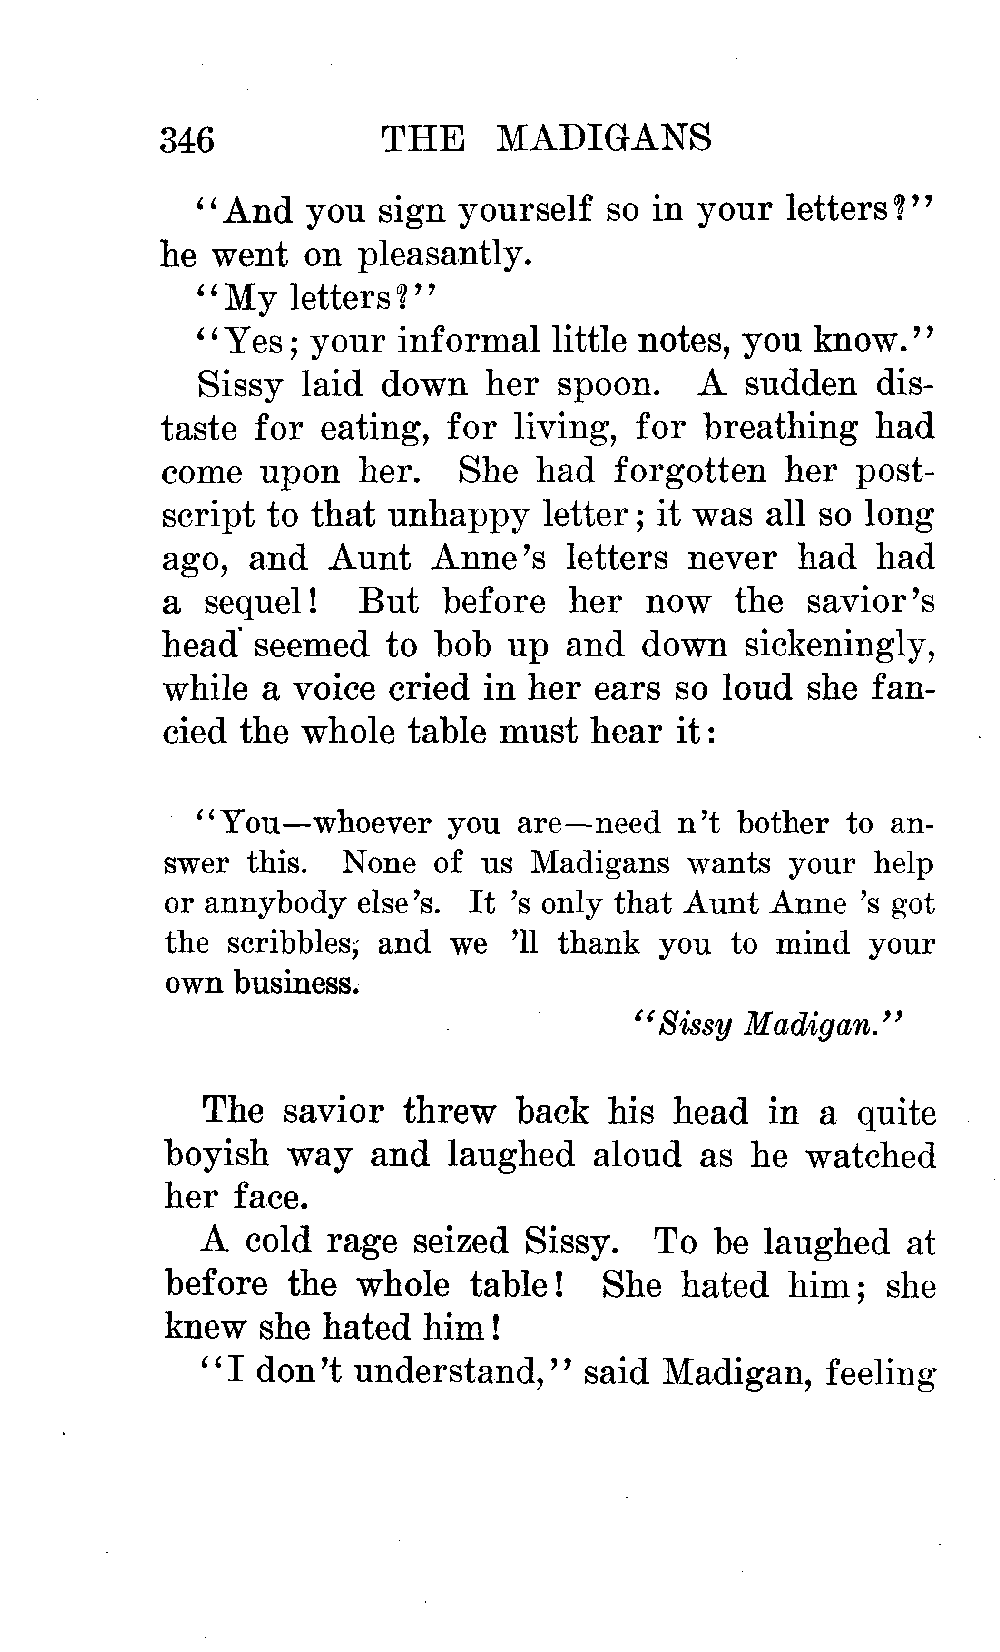 346 THE MADIGANS
"And you sign yourself so in your letters?"
he went on pleasantly.
"My letters?"
"Yes; your informal little notes, you know."
Sissy laid down her spoon. A sudden dis-
taste for eating, for living, for breathing had
come upon her. She had forgotten her post-
script to that unhappy letter; it was all so long
ago, and Aunt Anne's letters never had had
a sequel! But before her now the savior's
head seemed to bob up and down sickeningly,
while a voice cried in her ears so loud she fan-
cied the whole table must hear it:
"You—whoever you are—need n't bother to an-
swer this. None of us Madigans wants your help
or annybody else's. It 's only that Aunt Anne 's got
the scribbles, and we 'll thank you to mind your
own business.
"Sissy Madigan."
The savior threw back his head in a quite
boyish way and laughed aloud as he watched
her face.
A cold rage seized Sissy. To be laughed at
before the whole table! She hated him; she
knew she hated him!
"I don't understand," said Madigan, feeling